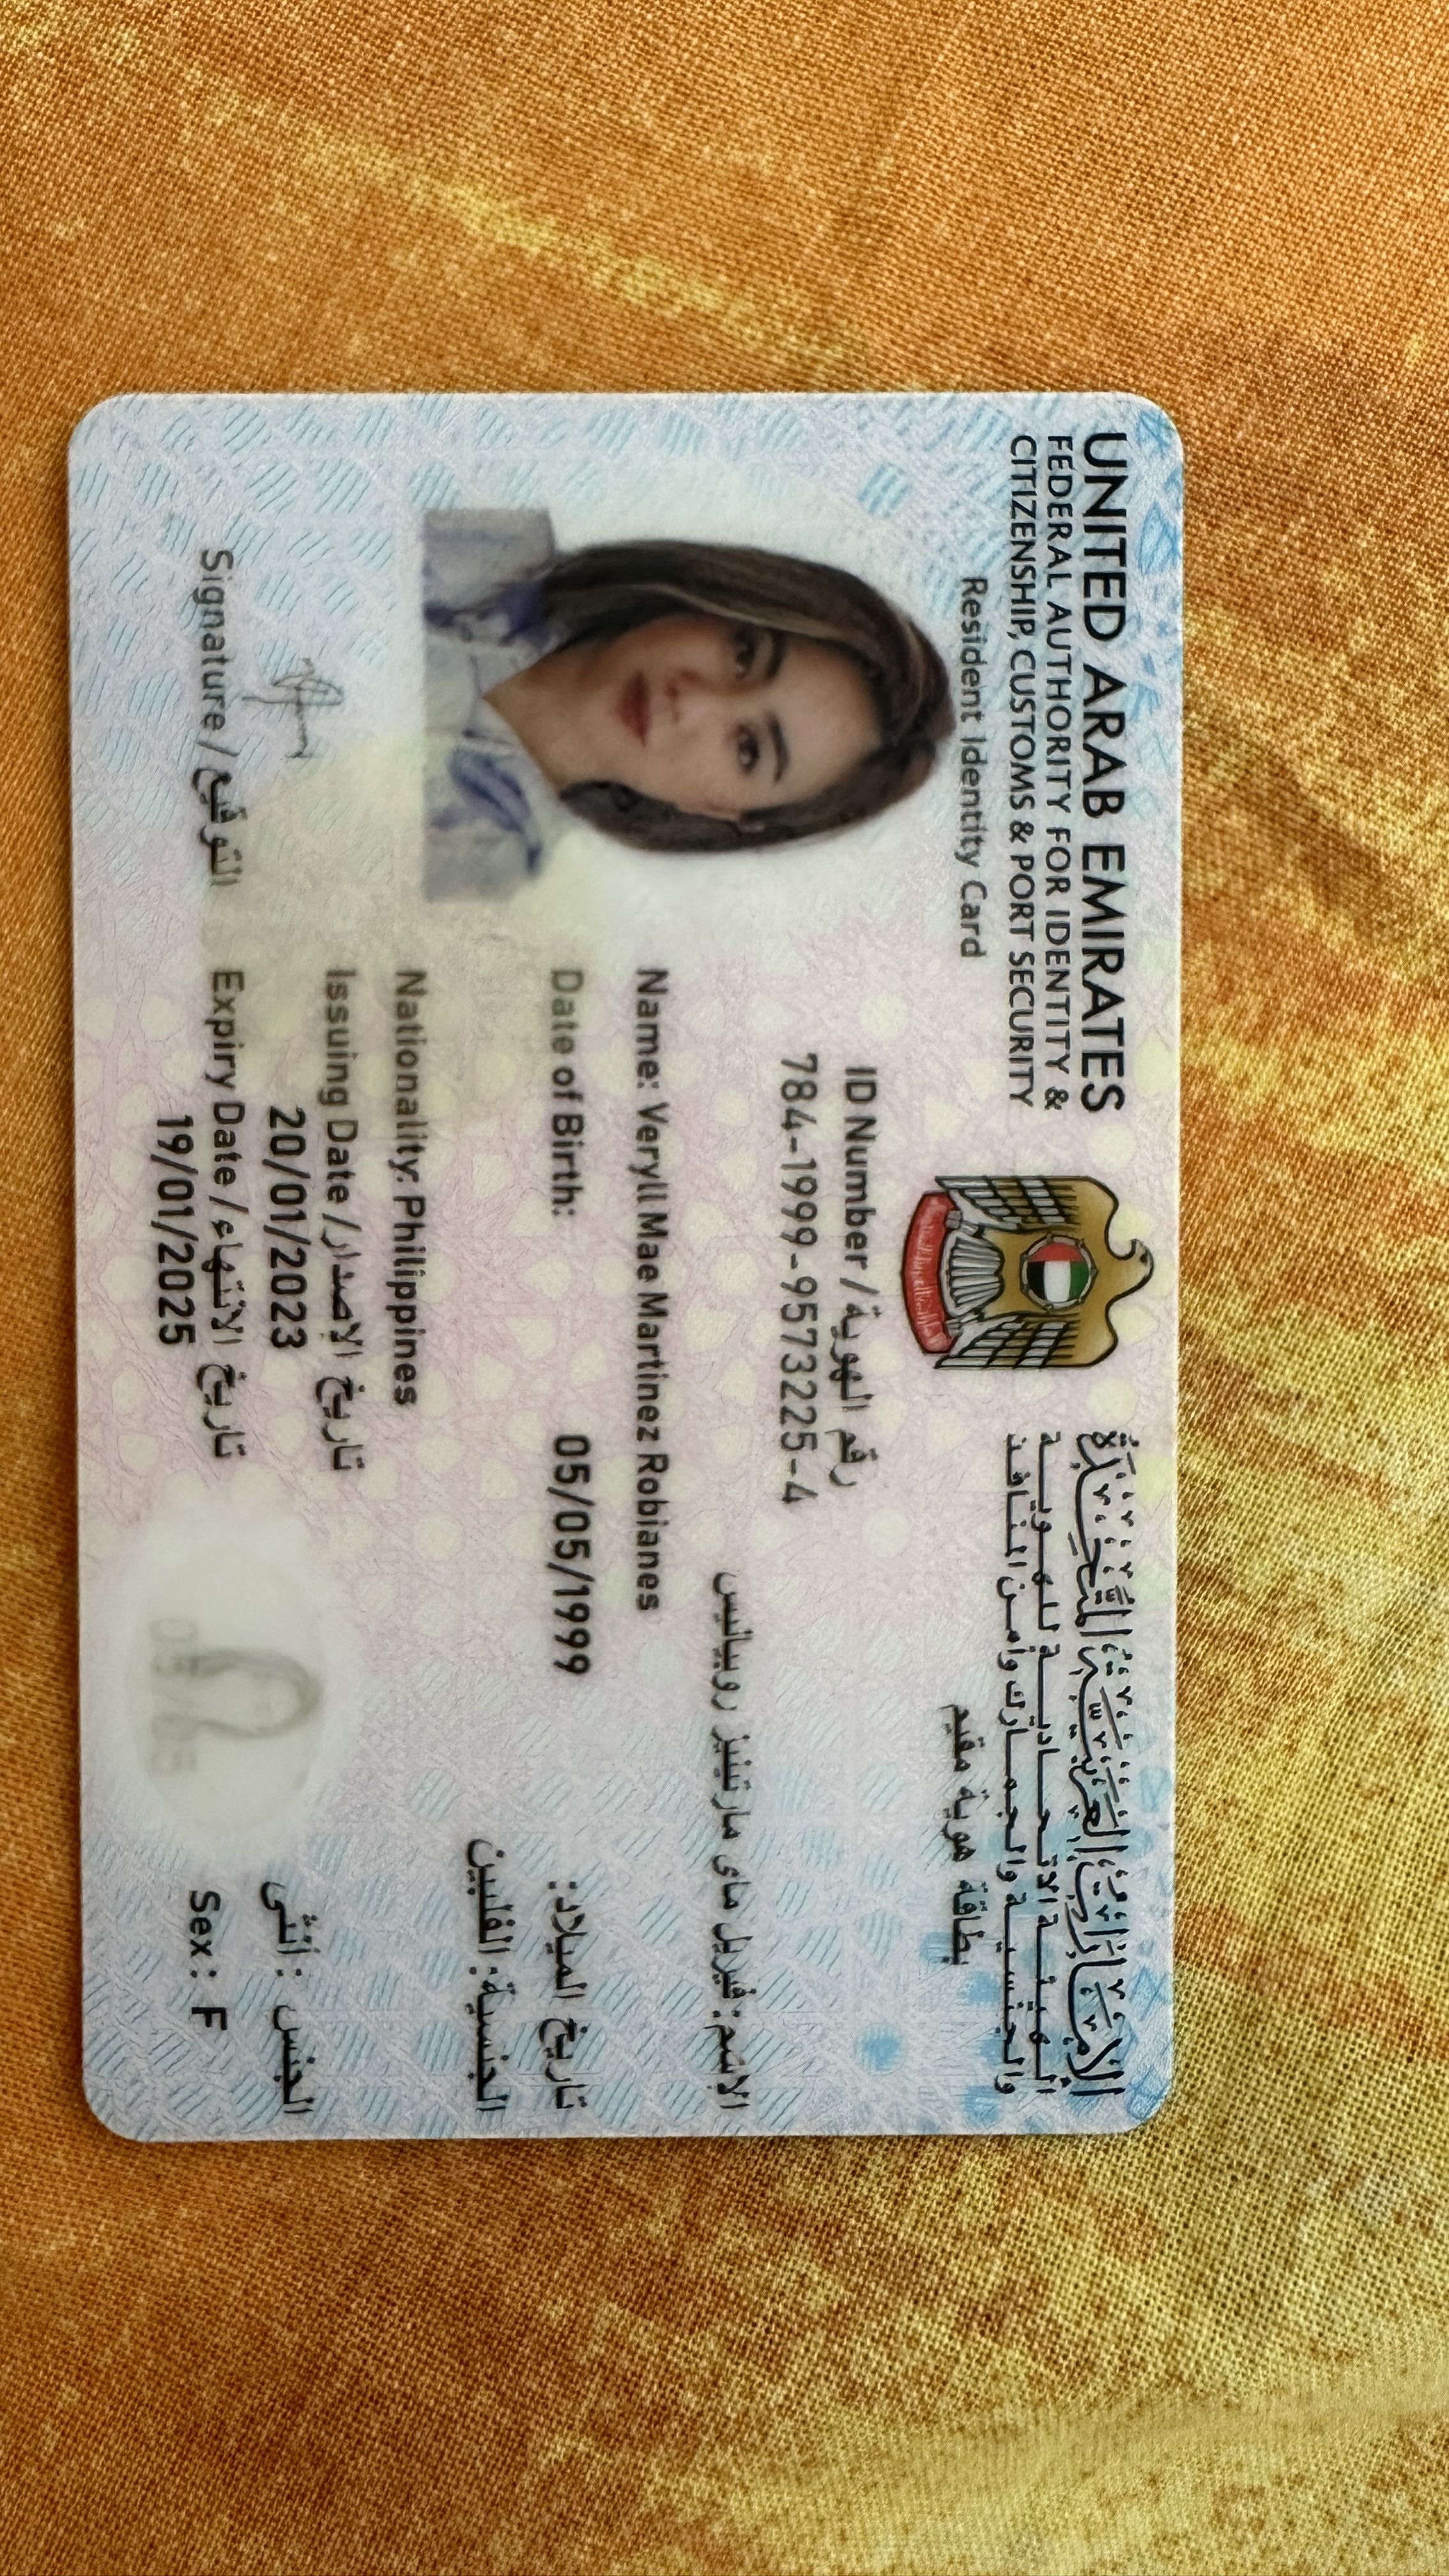 UNITED ARAB EMIRATES
FEDERAL AUTHORITY FOR IDENTITY &
CITIZENSHIP, CUSTOMS & PORT SECURITY
Resident Identity Card
الإمارات العربية المتحدة
الهيئة الاتحادية للهوية
والجنسية والجمارك وأمن المنافذ
بطاقة هوية مقيم
ID Number / رقم الهوية
784-1999-9573225-4
الإسم: فيريل ماى مارتينيز روبيانيس
Name: Veryll Mae Martinez Robianes
Date of Birth: 05/05/1999 تاريخ الميلاد:
الجنسية: الفلبين
Nationality: Philippines
Issuing Date / تاريخ الإصدار
20/01/2023
Expiry Date / تاريخ الانتهاء
19/01/2025
الجنس : أنثى
Sex : F
Signature / التوقيع